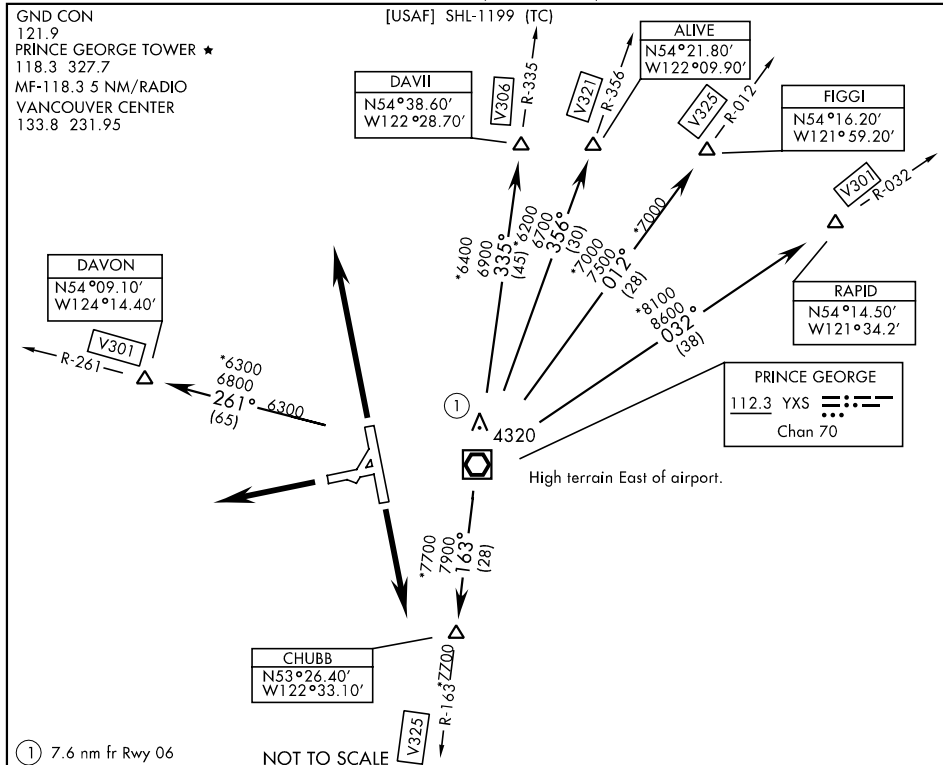 GND CON
121.9
PRINCE GEORGE TOWER ★
118.3 327.7
MF-118.3 5 NM/RADIO
VANCOUVER CENTER
133.8 231.95
[USAF] SHL-1199 (TC)
DAVII
N54°38.60'
W122°28.70'
V306
R-335
V321
R-356
ALIVE
N54°21.80'
W122°09.90'
V325
R-012
FIGGI
N54°16.20'
W121°59.20'
V301
R-032
RAPID
N54°14.50'
W121°34.2'
*6400
6900
335°
(45)
*6200
6700
356°
(30)
*7000
*7000
7500
012°
(28)
*8100
8600
032°
(38)
DAVON
N54°09.10'
W124°14.40'
V301
R-261
*6300
6800
261° 6300
(65)
PRINCE GEORGE
112.3 YXS
Chan 70
1
4320
High terrain East of airport.
*7700
7900
163°
(28)
CHUBB
N53°26.40'
W122°33.10'
*7700
R-163
V325
1 7.6 nm fr Rwy 06
NOT TO SCALE